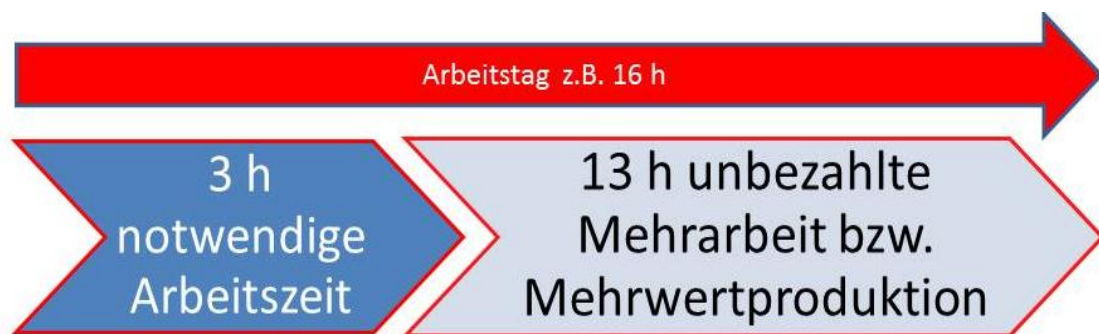 Arbeitstag z.B. 16 h
3 h
notwendige
Arbeitszeit
13 h unbezahlte
Mehrarbeit bzw.
Mehrwertproduktion